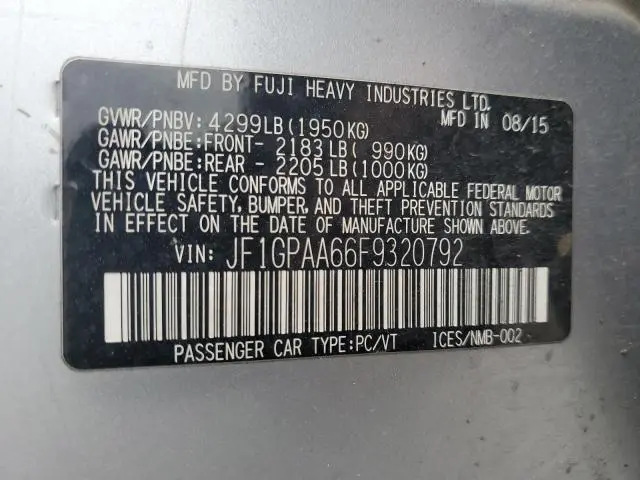 MFD BY FUJI HEAVY INDUSTRIES LTD.
GVWR/PNBV: 4299LB(1950KG) MFD IN 08/15
GAWR/PNBE:FRONT- 2183LB( 990KG)
GAWR/PNBE:REAR - 2205LB(1000KG)
THIS VEHICLE CONFORMS TO ALL APPLICABLE FEDERAL MOTOR
VEHICLE SAFETY, BUMPER, AND THEFT PREVENTION STANDARDS
IN EFFECT ON THE DATE OF MANUFACTURE SHOWN ABOVE.
VIN: JF1GPAA66F9320792
PASSENGER CAR TYPE:PC/VT ICES/NMB-002